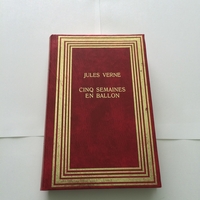 JULES VERNE
CINQ SEMAINES
EN BALLON